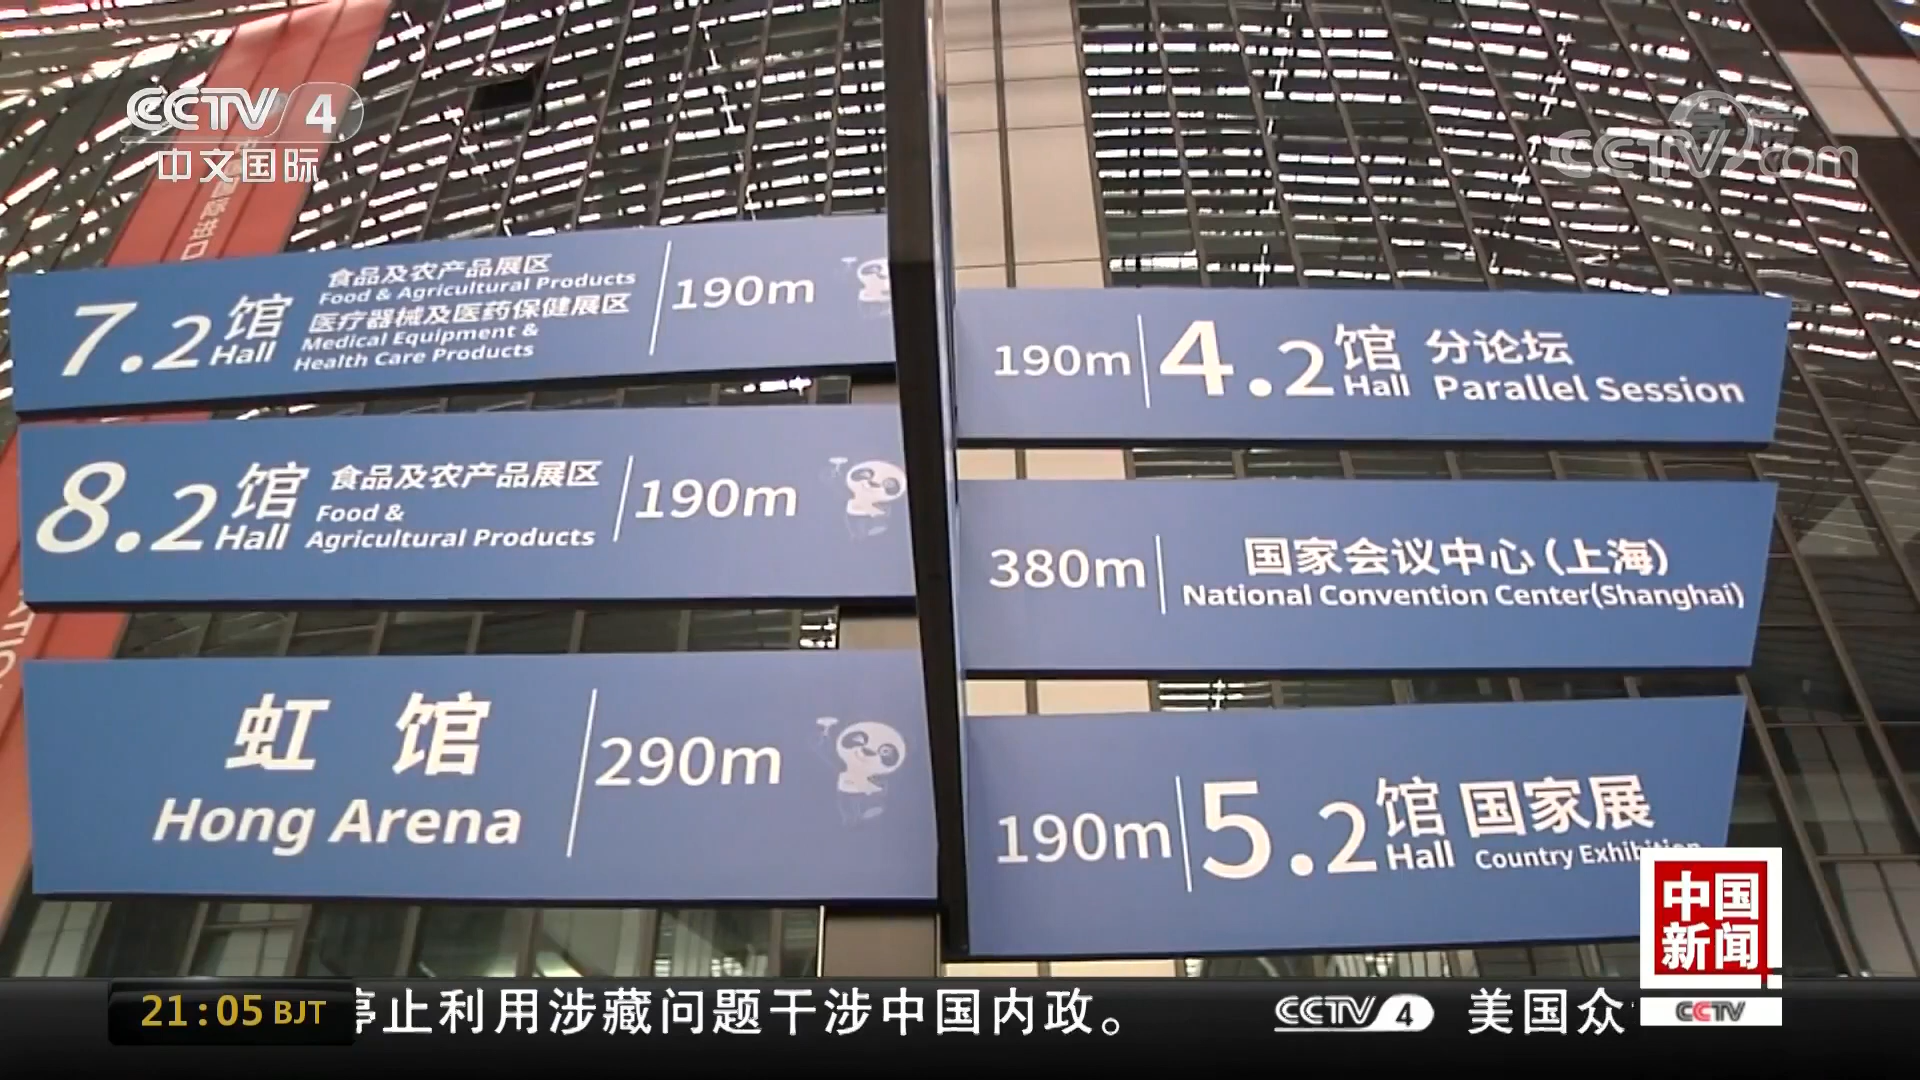 CCTV 4
中文国际
CCTV.com
7.2 馆 Hall
食品及农产品展区
Food & Agricultural Products
医疗器械及医药保健展区
Medical Equipment &
Health Care Products
190m
8.2 馆 Hall
食品及农产品展区
Food &
Agricultural Products
190m
虹 馆
Hong Arena
290m
190m
4.2 馆 Hall
分论坛
Parallel Session
380m
国家会议中心(上海)
National Convention Center(Shanghai)
190m
5.2 馆 Hall
国家展
Country Exhibition
中国
新闻
CCTV
21:05 BJT
停止利用涉藏问题干涉中国内政。
CCTV 4
美国众